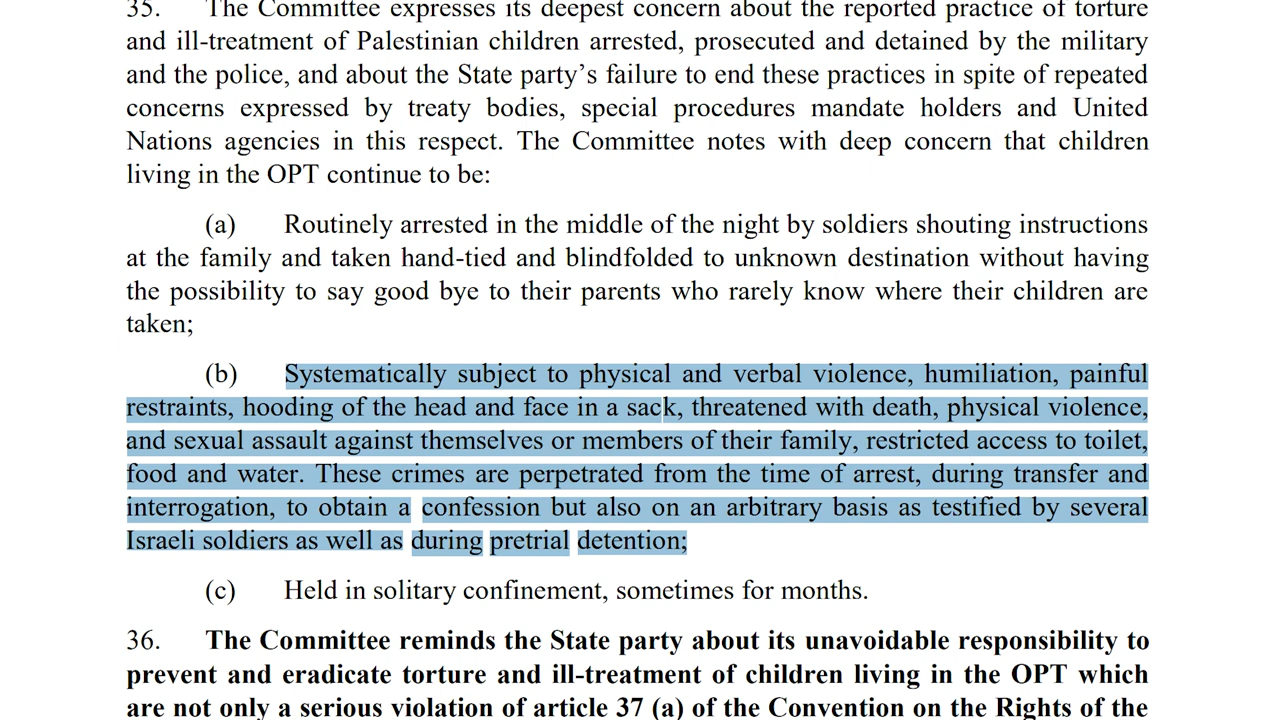 35. The Committee expresses its deepest concern about the reported practice of torture
and ill-treatment of Palestinian children arrested, prosecuted and detained by the military
and the police, and about the State party’s failure to end these practices in spite of repeated
concerns expressed by treaty bodies, special procedures mandate holders and United
Nations agencies in this respect. The Committee notes with deep concern that children
living in the OPT continue to be:
(a) Routinely arrested in the middle of the night by soldiers shouting instructions
at the family and taken hand-tied and blindfolded to unknown destination without having
the possibility to say good bye to their parents who rarely know where their children are
taken;
(b) Systematically subject to physical and verbal violence, humiliation, painful
restraints, hooding of the head and face in a sack, threatened with death, physical violence,
and sexual assault against themselves or members of their family, restricted access to toilet,
food and water. These crimes are perpetrated from the time of arrest, during transfer and
interrogation, to obtain a confession but also on an arbitrary basis as testified by several
Israeli soldiers as well as during pretrial detention;
(c) Held in solitary confinement, sometimes for months.
36. The Committee reminds the State party about its unavoidable responsibility to
prevent and eradicate torture and ill-treatment of children living in the OPT which
are not only a serious violation of article 37 (a) of the Convention on the Rights of the